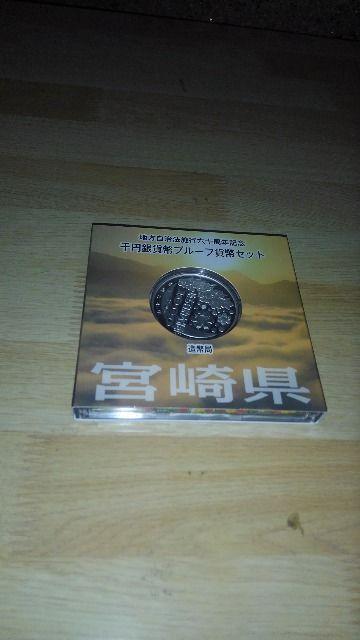 地方自治法施行六十周年記念
千円銀貨幣プルーフ貨幣セット
造幣局
宮崎県